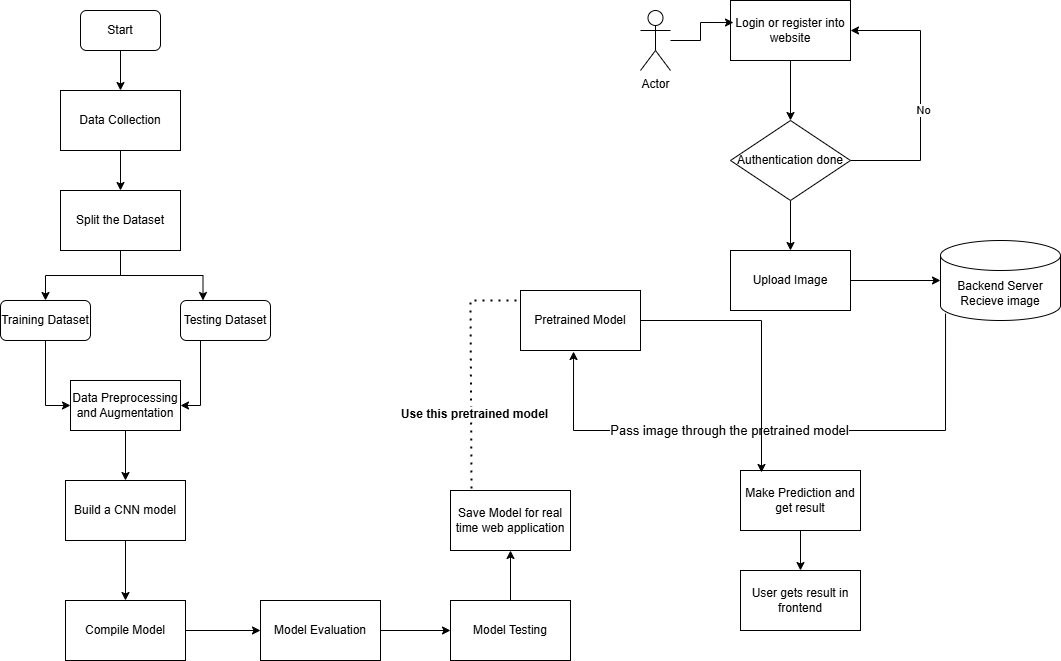 Start
Data Collection
Split the Dataset
Training Dataset
Testing Dataset
Data Preprocessing
and Augmentation
Build a CNN model
Compile Model
Model Evaluation
Model Testing
Save Model for real
time web application
Use this pretrained model
Pretrained Model
Actor
Login or register into
website
Authentication done
No
Upload Image
Backend Server
Recieve image
Pass image through the pretrained model
Make Prediction and
get result
User gets result in
frontend